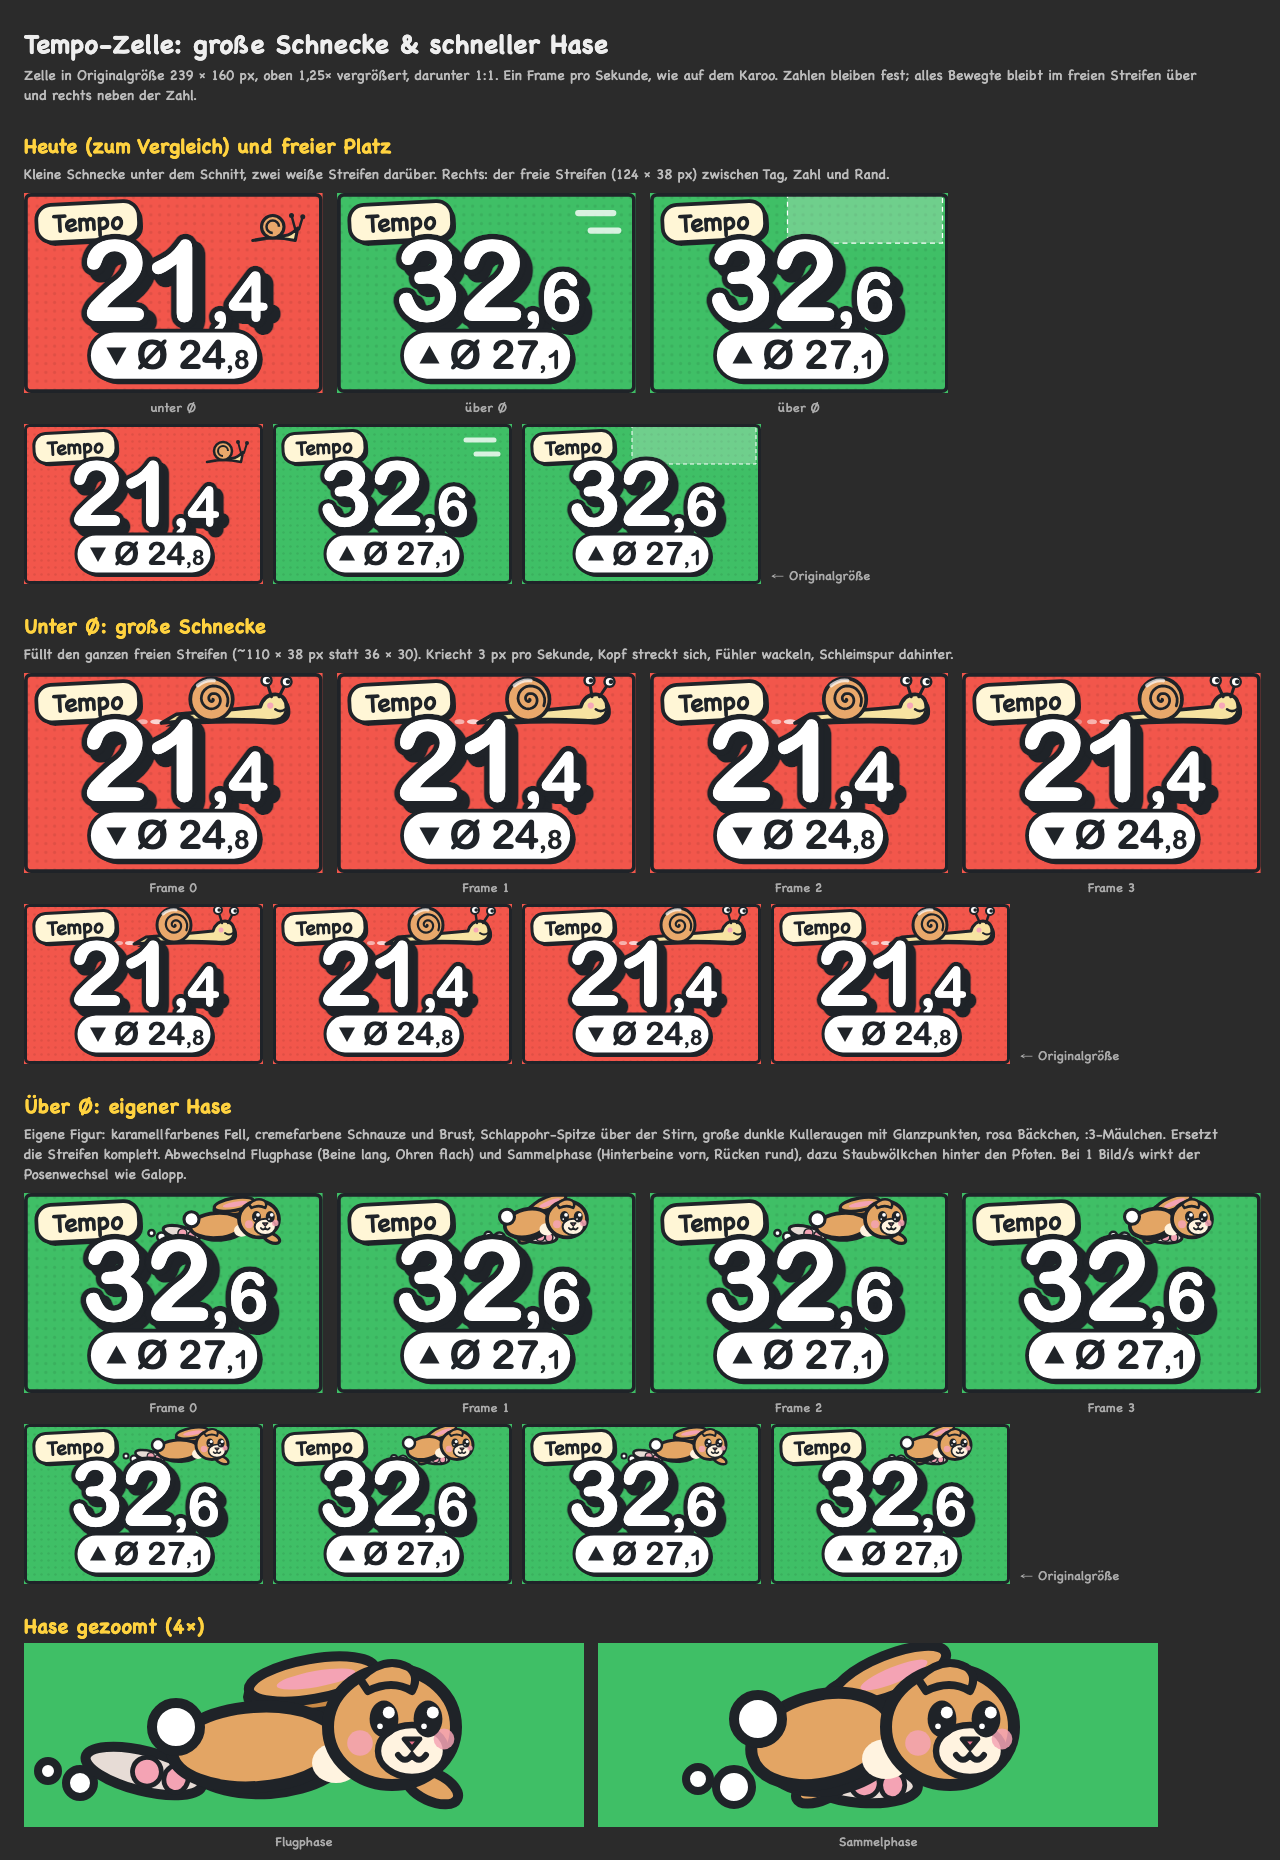 Tempo-Zelle: große Schnecke & schneller Hase
Zelle in Originalgröße 239 × 160 px, oben 1,25× vergrößert, darunter 1:1. Ein Frame pro Sekunde, wie auf dem Karoo. Zahlen bleiben fest; alles Bewegte bleibt im freien Streifen über
und rechts neben der Zahl.
Heute (zum Vergleich) und freier Platz
Kleine Schnecke unter dem Schnitt, zwei weiße Streifen darüber. Rechts: der freie Streifen (124 × 38 px) zwischen Tag, Zahl und Rand.
Tempo Tempo Tempo
21,4 32,6 32,6
▼ Ø 24,8 ▲ Ø 27,1 ▲ Ø 27,1
unter Ø über Ø über Ø
Tempo Tempo Tempo
21,4 32,6 32,6
▼ Ø 24,8 ▲ Ø 27,1 ▲ Ø 27,1
← Originalgröße
Unter Ø: große Schnecke
Füllt den ganzen freien Streifen (~110 × 38 px statt 36 × 30). Kriecht 3 px pro Sekunde, Kopf streckt sich, Fühler wackeln, Schleimspur dahinter.
Tempo Tempo Tempo Tempo
21,4 21,4 21,4 21,4
▼ Ø 24,8 ▼ Ø 24,8 ▼ Ø 24,8 ▼ Ø 24,8
Frame 0 Frame 1 Frame 2 Frame 3
Tempo Tempo Tempo Tempo
21,4 21,4 21,4 21,4
▼ Ø 24,8 ▼ Ø 24,8 ▼ Ø 24,8 ▼ Ø 24,8
← Originalgröße
Über Ø: eigener Hase
Eigene Figur: karamellfarbenes Fell, cremefarbene Schnauze und Brust, Schlappohr-Spitze über der Stirn, große dunkle Kulleraugen mit Glanzpunkten, rosa Bäckchen, :3-Mäulchen. Ersetzt
die Streifen komplett. Abwechselnd Flugphase (Beine lang, Ohren flach) und Sammelphase (Hinterbeine vorn, Rücken rund), dazu Staubwölkchen hinter den Pfoten. Bei 1 Bild/s wirkt der
Posenwechsel wie Galopp.
Tempo Tempo Tempo Tempo
32,6 32,6 32,6 32,6
▲ Ø 27,1 ▲ Ø 27,1 ▲ Ø 27,1 ▲ Ø 27,1
Frame 0 Frame 1 Frame 2 Frame 3
Tempo Tempo Tempo Tempo
32,6 32,6 32,6 32,6
▲ Ø 27,1 ▲ Ø 27,1 ▲ Ø 27,1 ▲ Ø 27,1
← Originalgröße
Hase gezoomt (4×)
Flugphase Sammelphase